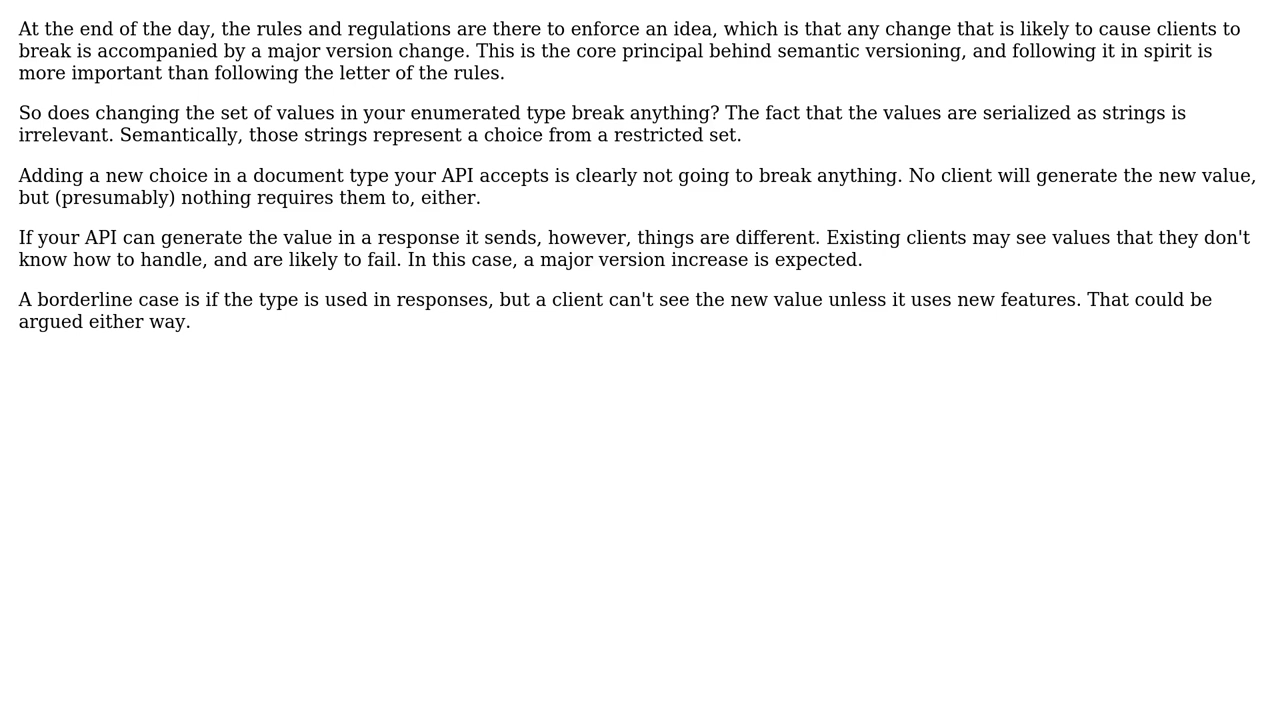 At the end of the day, the rules and regulations are there to enforce an idea, which is that any change that is likely to cause clients to
break is accompanied by a major version change. This is the core principal behind semantic versioning, and following it in spirit is
more important than following the letter of the rules.
So does changing the set of values in your enumerated type break anything? The fact that the values are serialized as strings is
irrelevant. Semantically, those strings represent a choice from a restricted set.
Adding a new choice in a document type your API accepts is clearly not going to break anything. No client will generate the new value,
but (presumably) nothing requires them to, either.
If your API can generate the value in a response it sends, however, things are different. Existing clients may see values that they don't
know how to handle, and are likely to fail. In this case, a major version increase is expected.
A borderline case is if the type is used in responses, but a client can't see the new value unless it uses new features. That could be
argued either way.